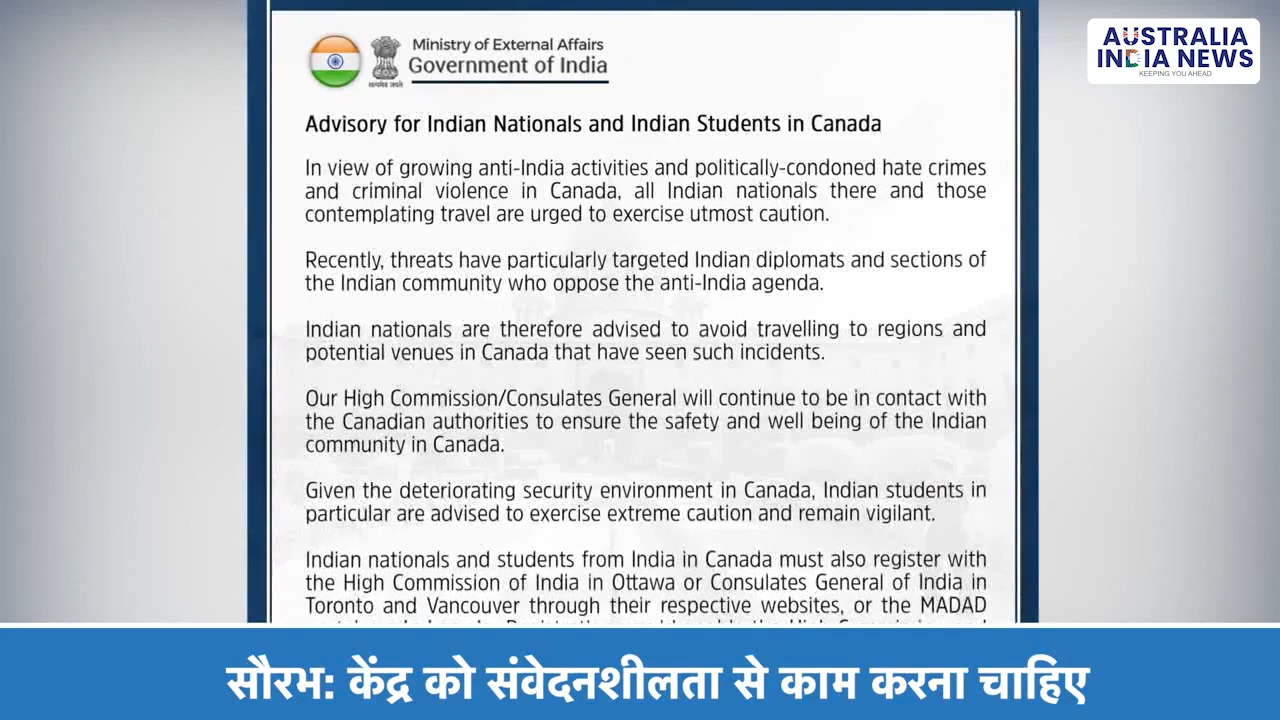 AUSTRALIA
INDIA NEWS
KEEPING YOU AHEAD
Ministry of External Affairs
Government of India
सत्यमेव जयते
Advisory for Indian Nationals and Indian Students in Canada
In view of growing anti-India activities and politically-condoned hate crimes
and criminal violence in Canada, all Indian nationals there and those
contemplating travel are urged to exercise utmost caution.
Recently, threats have particularly targeted Indian diplomats and sections of
the Indian community who oppose the anti-India agenda.
Indian nationals are therefore advised to avoid travelling to regions and
potential venues in Canada that have seen such incidents.
Our High Commission/Consulates General will continue to be in contact with
the Canadian authorities to ensure the safety and well being of the Indian
community in Canada.
Given the deteriorating security environment in Canada, Indian students in
particular are advised to exercise extreme caution and remain vigilant.
Indian nationals and students from India in Canada must also register with
the High Commission of India in Ottawa or Consulates General of India in
Toronto and Vancouver through their respective websites, or the MADAD
सौरभ: केंद्र को संवेदनशीलता से काम करना चाहिए